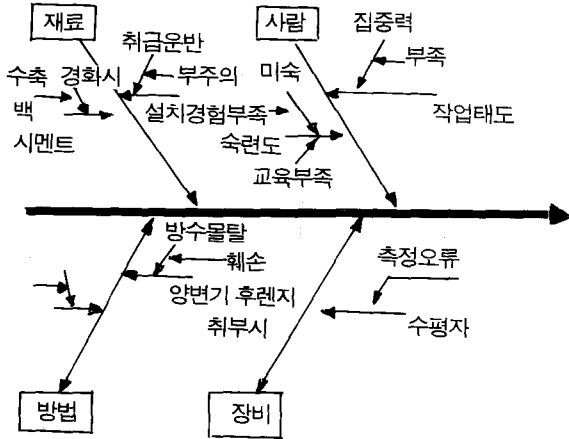 재료
사람
취급운반
집중력
수축 경화시
부주의
미숙
부족
백
설치경험부족
작업태도
시멘트
숙련도
교육부족
방수몰탈
훼손
측정오류
양변기 후렌지
취부시
수평자
방법
장비